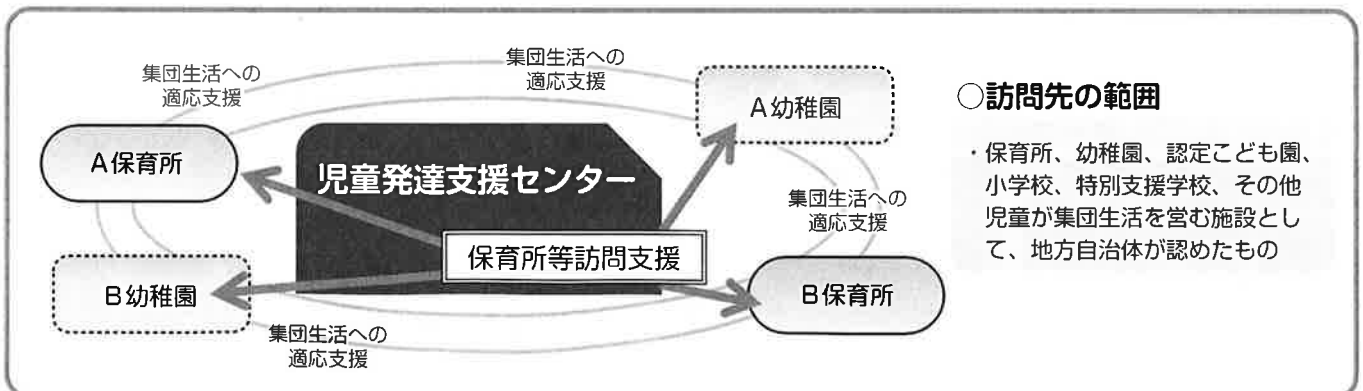 集団生活への
適応支援
集団生活への
適応支援
A幼稚園
A保育所
児童発達支援センター
集団生活への
適応支援
保育所等訪問支援
B幼稚園
B保育所
集団生活への
適応支援
○訪問先の範囲
・保育所、幼稚園、認定こども園、
小学校、特別支援学校、その他
児童が集団生活を営む施設とし
て、地方自治体が認めたもの